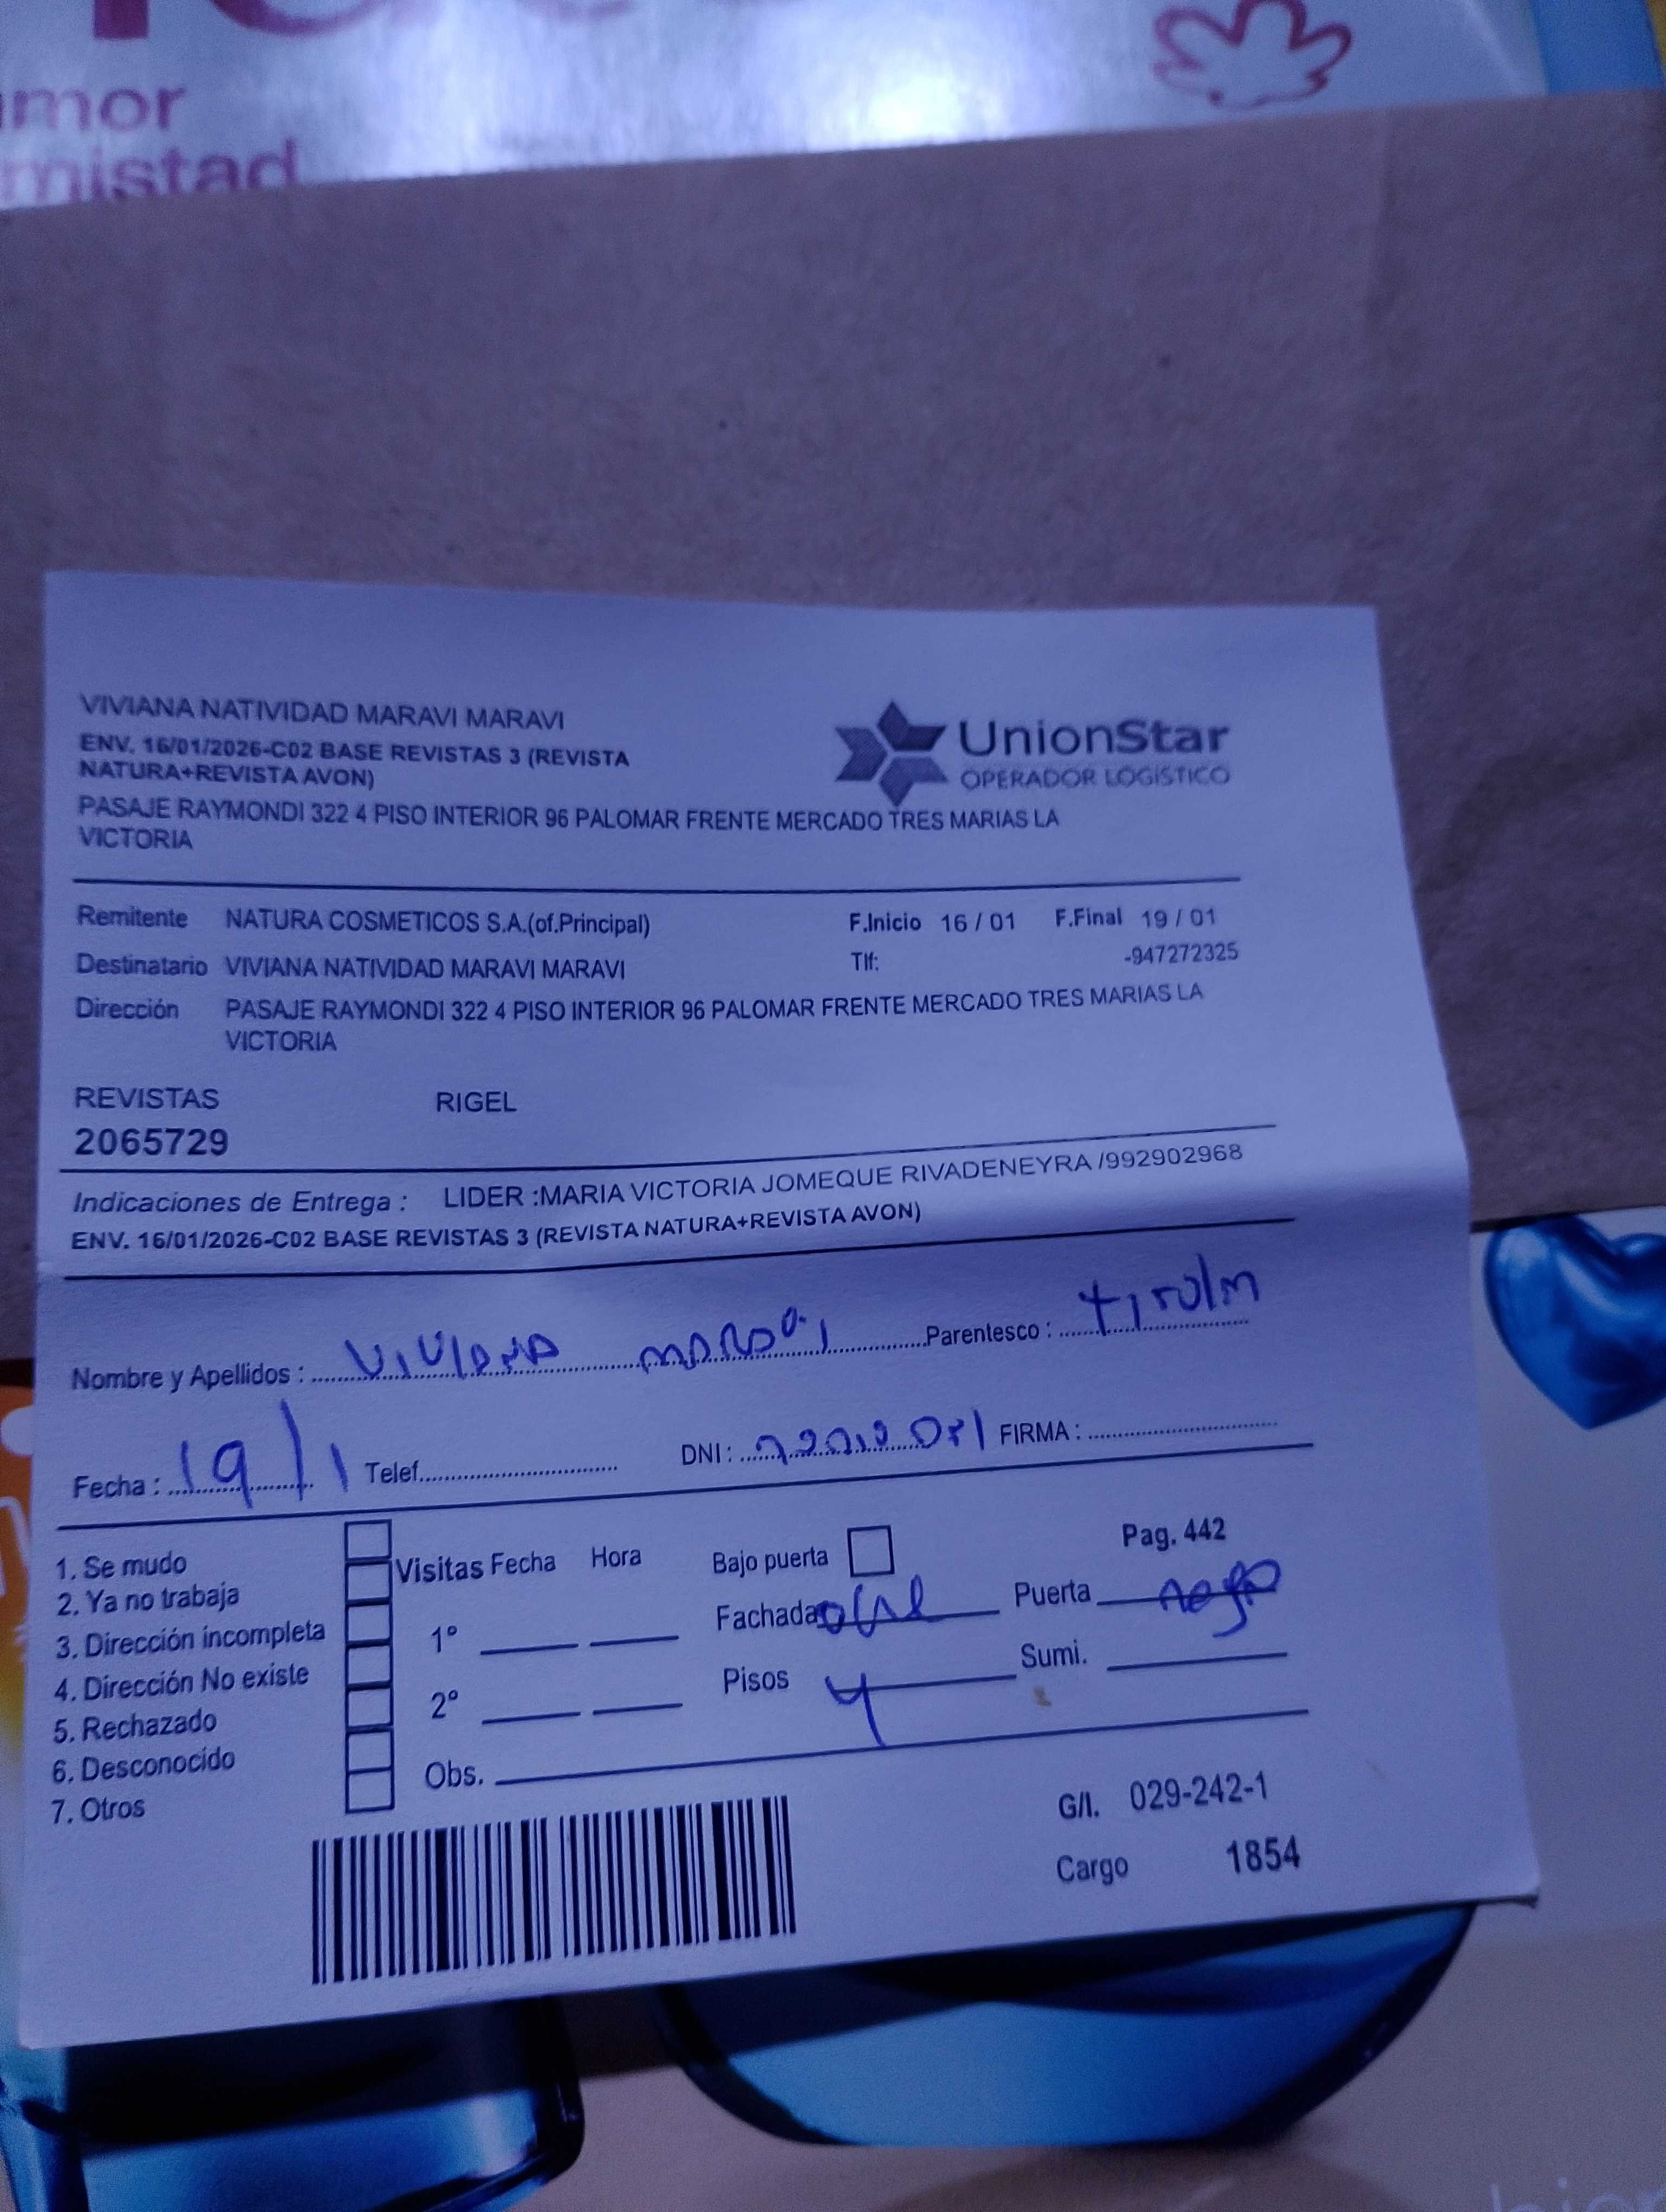 mor
mistad
VIVIANA NATIVIDAD MARAVI MARAVI
ENV. 16/01/2026-C02 BASE REVISTAS 3 (REVISTA
NATURA+REVISTA AVON)
PASAJE RAYMONDI 322 4 PISO INTERIOR 96 PALOMAR FRENTE MERCADO TRES MARIAS LA
VICTORIA
UnionStar
OPERADOR LOGÍSTICO
Remitente NATURA COSMETICOS S.A.(of.Principal) F.Inicio 16 / 01 F.Final 19 / 01
Destinatario VIVIANA NATIVIDAD MARAVI MARAVI Tlf: -947272325
Dirección PASAJE RAYMONDI 322 4 PISO INTERIOR 96 PALOMAR FRENTE MERCADO TRES MARIAS LA
VICTORIA
REVISTAS RIGEL
2065729
Indicaciones de Entrega : LIDER :MARIA VICTORIA JOMEQUE RIVADENEYRA /992902968
ENV. 16/01/2026-C02 BASE REVISTAS 3 (REVISTA NATURA+REVISTA AVON)
Nombre y Apellidos : Viviana Maraví Parentesco :
Fecha : 19/1 Telef. DNI : FIRMA :
1. Se mudo
2. Ya no trabaja
3. Dirección incompleta
4. Dirección No existe
5. Rechazado
6. Desconocido
7. Otros
Visitas Fecha Hora
1º
2º
Obs.
Bajo puerta
Fachada
Pisos 4
Pag. 442
Puerta negro
Sumi.
G/I. 029-242-1
Cargo 1854